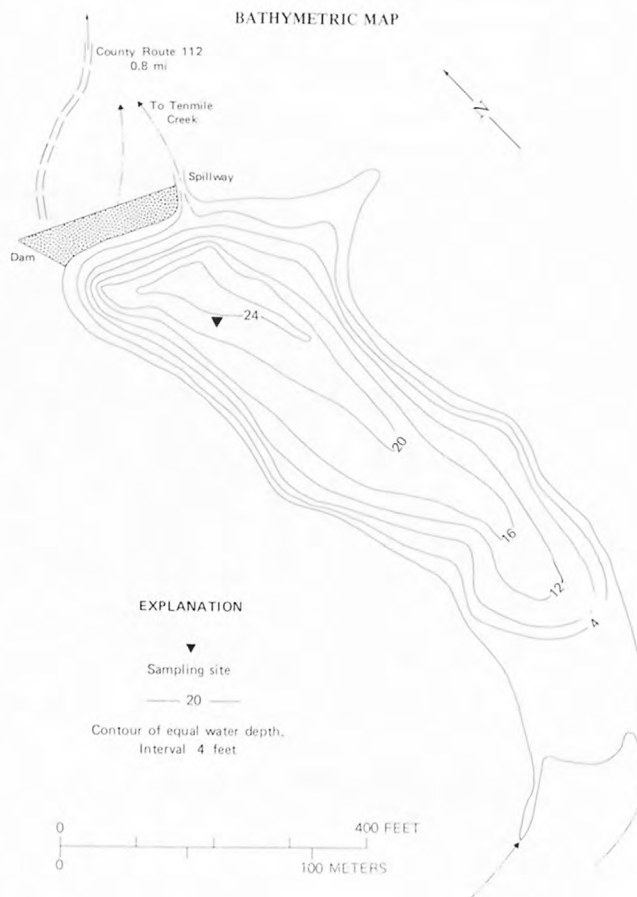 BATHYMETRIC MAP
County Route 112
0.8 mi
To Tenmile
Creek
N
Spillway
Dam
24
20
16
12
4
EXPLANATION
Sampling site
20
Contour of equal water depth.
Interval 4 feet
0
400 FEET
0
100 METERS